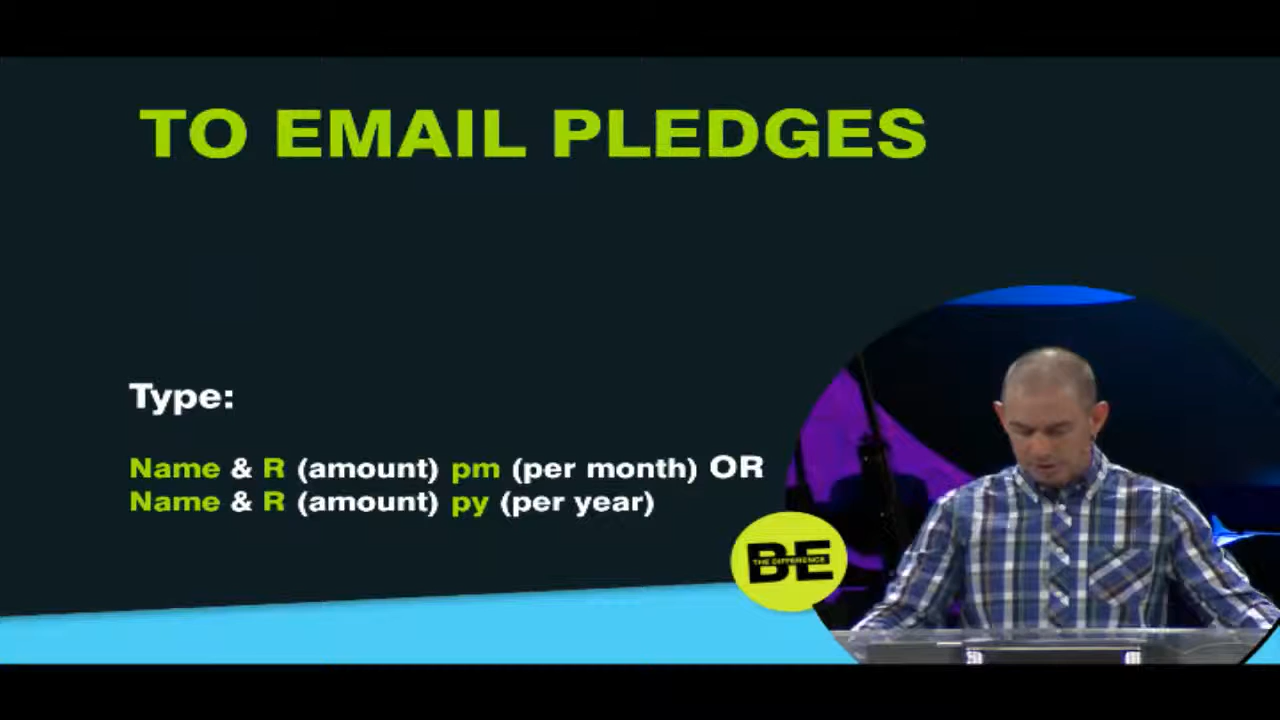 TO EMAIL PLEDGES
Type:
Name & R (amount) pm (per month) OR
Name & R (amount) py (per year)
BE
THE DIFFERENCE